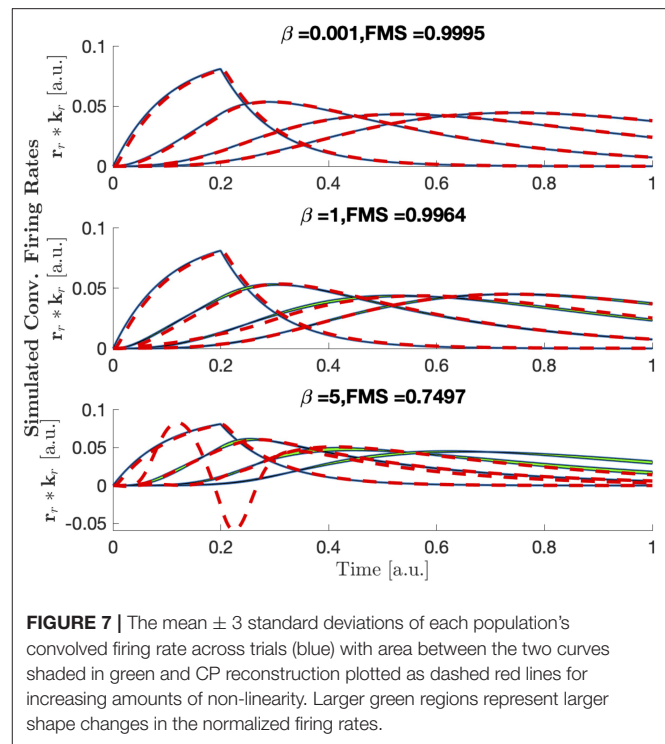 β =0.001,FMS =0.9995
0.1
0.05
0
r_r * k_r [a.u.]
0 0.2 0.4 0.6 0.8 1
β =1,FMS =0.9964
0.1
0.05
0
r_r * k_r [a.u.]
0 0.2 0.4 0.6 0.8 1
Simulated Conv. Firing Rates
β =5,FMS =0.7497
0.1
0.05
0
-0.05
r_r * k_r [a.u.]
0 0.2 0.4 0.6 0.8 1
Time [a.u.]
FIGURE 7 | The mean ± 3 standard deviations of each population's
convolved firing rate across trials (blue) with area between the two curves
shaded in green and CP reconstruction plotted as dashed red lines for
increasing amounts of non-linearity. Larger green regions represent larger
shape changes in the normalized firing rates.